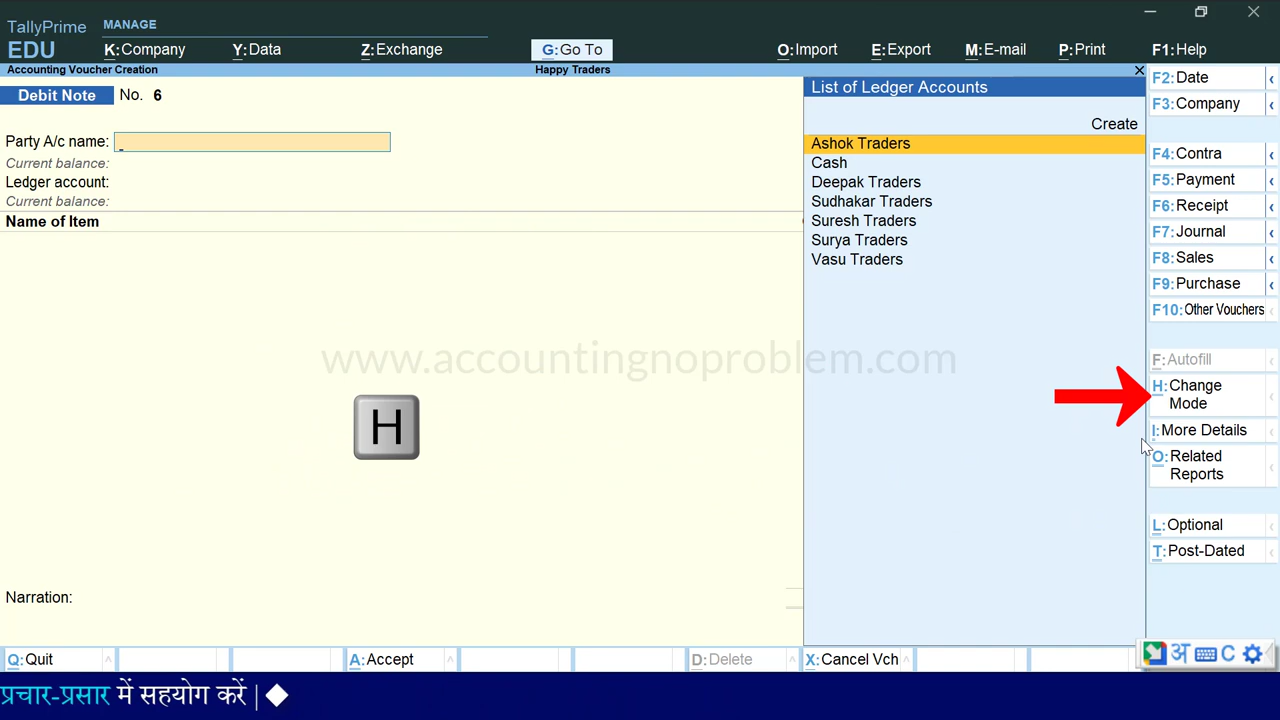 TallyPrime MANAGE
EDU K:Company Y:Data Z:Exchange G:Go To O:Import E:Export M:E-mail P:Print F1:Help
Accounting Voucher Creation Happy Traders
Debit Note No. 6
Party A/c name:
Current balance:
Ledger account:
Current balance:
Name of Item
www.accountingnoproblem.com
H
Narration:
List of Ledger Accounts
Create
Ashok Traders
Cash
Deepak Traders
Sudhakar Traders
Suresh Traders
Surya Traders
Vasu Traders
F2:Date
F3:Company
F4:Contra
F5:Payment
F6:Receipt
F7:Journal
F8:Sales
F9:Purchase
F10:Other Vouchers
F:Autofill
H:Change
Mode
I:More Details
O:Related
Reports
L:Optional
T:Post-Dated
अ C
Q:Quit A:Accept D:Delete X:Cancel Vch
प्रचार-प्रसार में सहयोग करें |